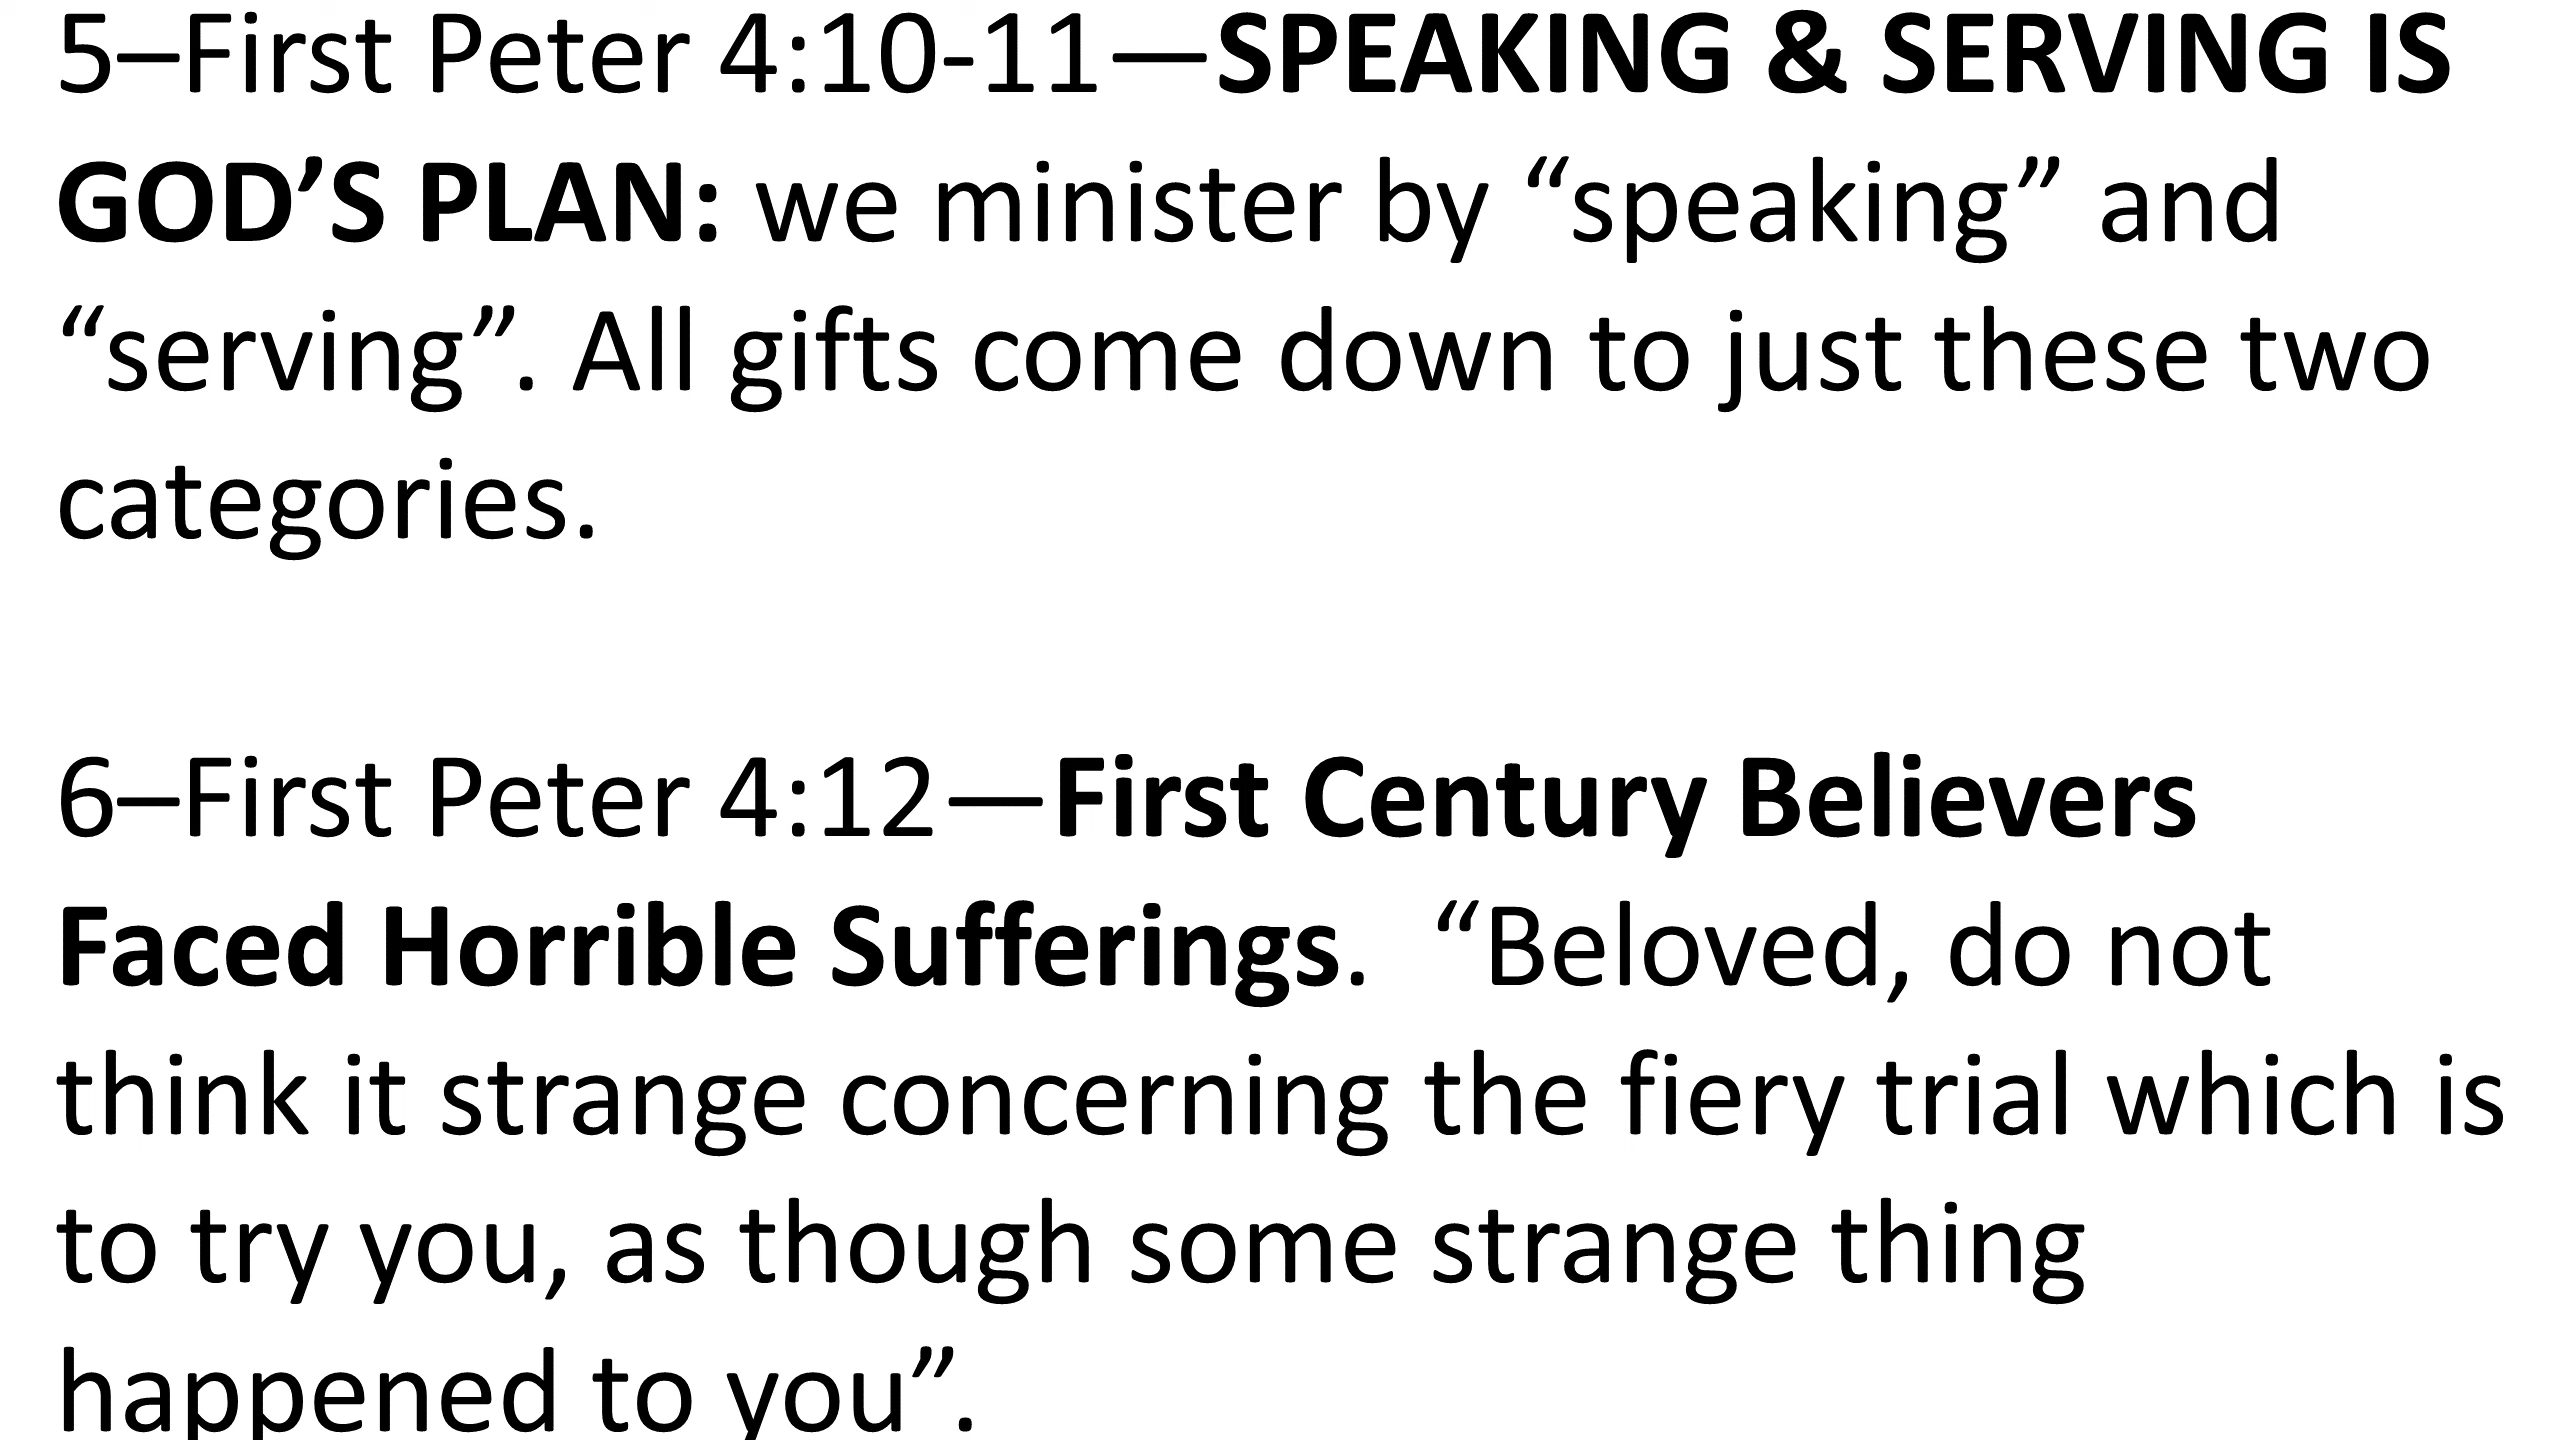 5–First Peter 4:10-11—SPEAKING & SERVING IS
GOD’S PLAN: we minister by “speaking” and
“serving”. All gifts come down to just these two
categories.
6–First Peter 4:12—First Century Believers
Faced Horrible Sufferings.  “Beloved, do not
think it strange concerning the fiery trial which is
to try you, as though some strange thing
happened to you”.